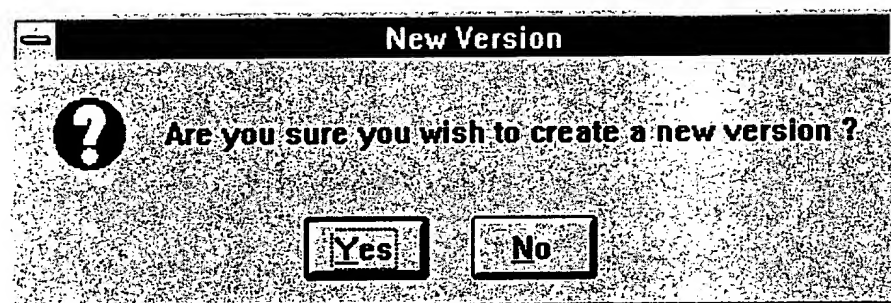 New Version
Are you sure you wish to create a new version ?
Yes
No